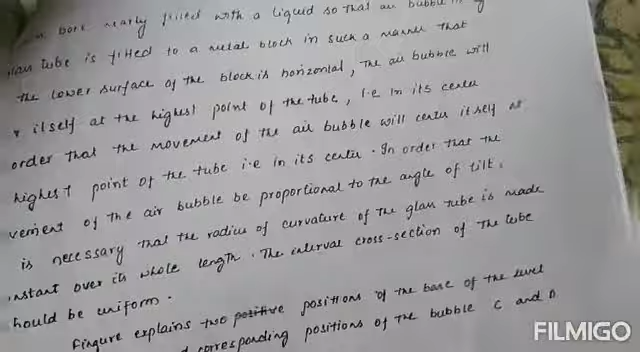 bore nearly filled with a liquid so that an bubble
tube is fitted to a metal block in such a manner that
the lower surface of the block is horizontal, The air bubble will
itself at the highest point of the tube, i.e in its center
order that the movement of the air bubble will center itself at
highest point of the tube i.e in its center. In order that the
vement of the air bubble be proportional to the angle of tilt.
is necessary that the radius of curvature of the glass tube is made
nstant over its whole length. The interval cross-section of the tube
hould be uniform.
Fingure explains two positions of the base of the level
corresponding positions of the bubble C and D
FILMIGO